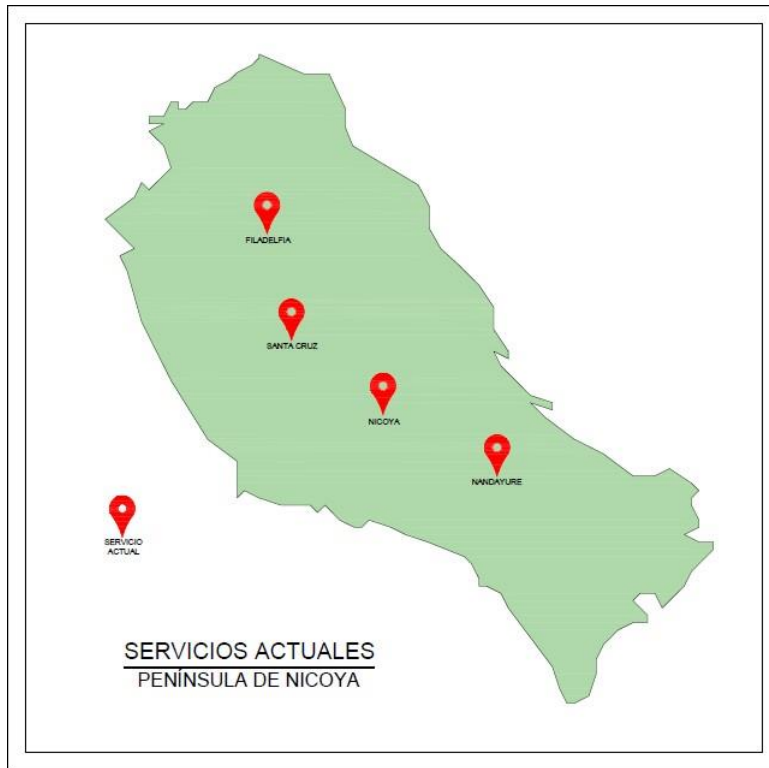 FILADELFIA
SANTA CRUZ
NICOYA
NANDAYURE
SERVICIO
ACTUAL
SERVICIOS ACTUALES
PENÍNSULA DE NICOYA